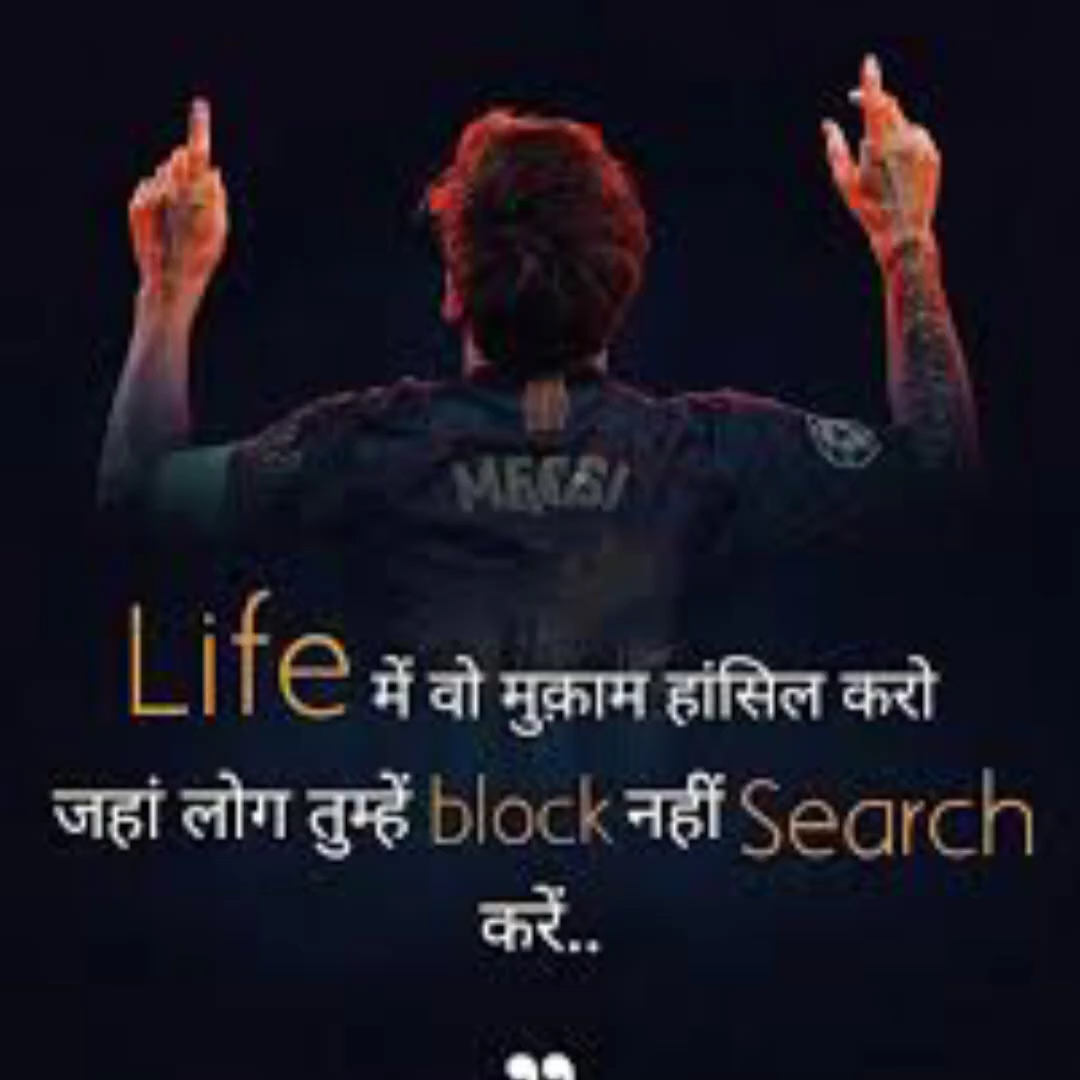 MESSI
Life में वो मुक़ाम हांसिल करो
जहां लोग तुम्हें block नहीं Search
करें..
”